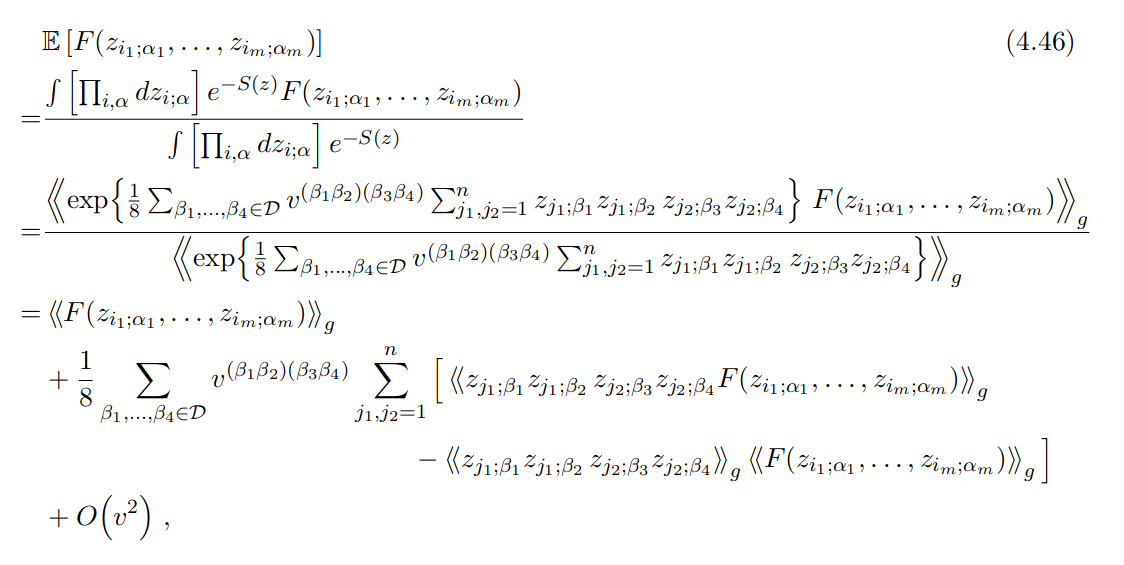 𝔼 [F(z_{i_1;α_1}, . . . , z_{i_m;α_m})] (4.46)
= \frac{∫ [∏_{i,α} dz_{i;α}] e^{−S(z)} F(z_{i_1;α_1}, . . . , z_{i_m;α_m})}{∫ [∏_{i,α} dz_{i;α}] e^{−S(z)}}
= \frac{⟪exp{\frac{1}{8} ∑_{β_1,...,β_4∈𝒟} v^{(β_1β_2)(β_3β_4)} ∑_{j_1,j_2=1}^{n} z_{j_1;β_1} z_{j_1;β_2} z_{j_2;β_3} z_{j_2;β_4}} F(z_{i_1;α_1}, . . . , z_{i_m;α_m})⟫_g}{⟪exp{\frac{1}{8} ∑_{β_1,...,β_4∈𝒟} v^{(β_1β_2)(β_3β_4)} ∑_{j_1,j_2=1}^{n} z_{j_1;β_1} z_{j_1;β_2} z_{j_2;β_3} z_{j_2;β_4}}⟫_g}
= ⟪F(z_{i_1;α_1}, . . . , z_{i_m;α_m})⟫_g
+ \frac{1}{8} ∑_{β_1,...,β_4∈𝒟} v^{(β_1β_2)(β_3β_4)} ∑_{j_1,j_2=1}^{n} [ ⟪z_{j_1;β_1} z_{j_1;β_2} z_{j_2;β_3} z_{j_2;β_4} F(z_{i_1;α_1}, . . . , z_{i_m;α_m})⟫_g
− ⟪z_{j_1;β_1} z_{j_1;β_2} z_{j_2;β_3} z_{j_2;β_4}⟫_g ⟪F(z_{i_1;α_1}, . . . , z_{i_m;α_m})⟫_g ]
+ O(v^2) ,